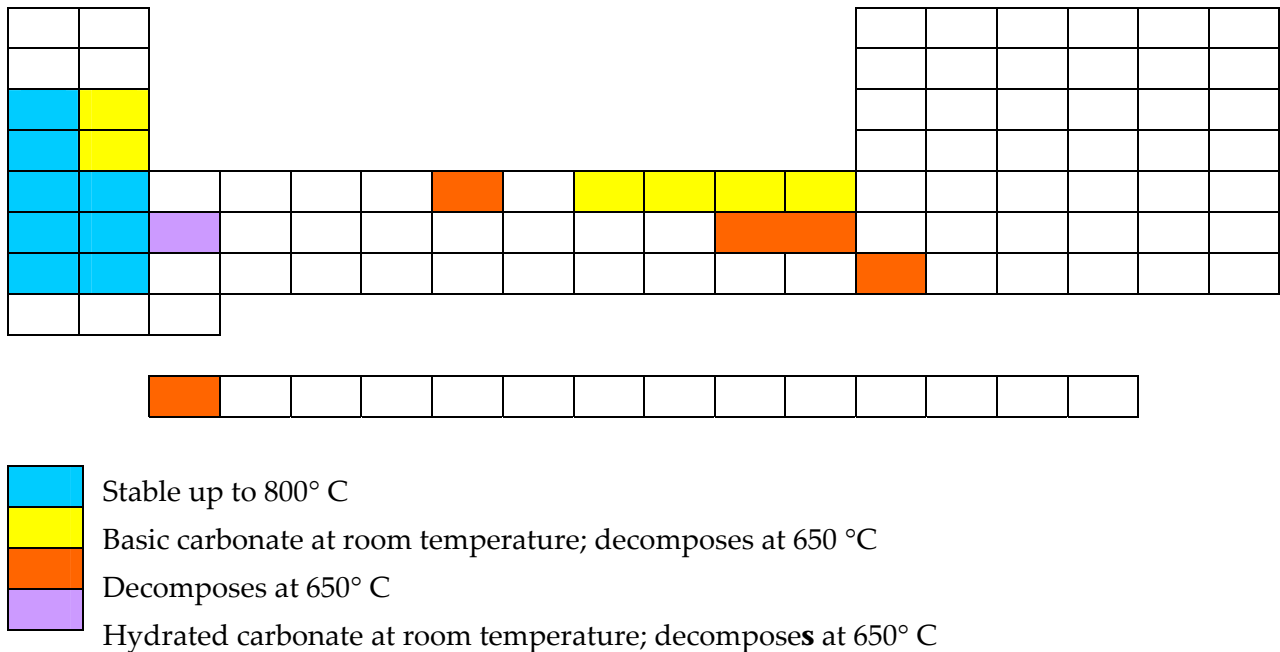 Stable up to 800° C
Basic carbonate at room temperature; decomposes at 650 °C
Decomposes at 650° C
Hydrated carbonate at room temperature; decomposes at 650° C